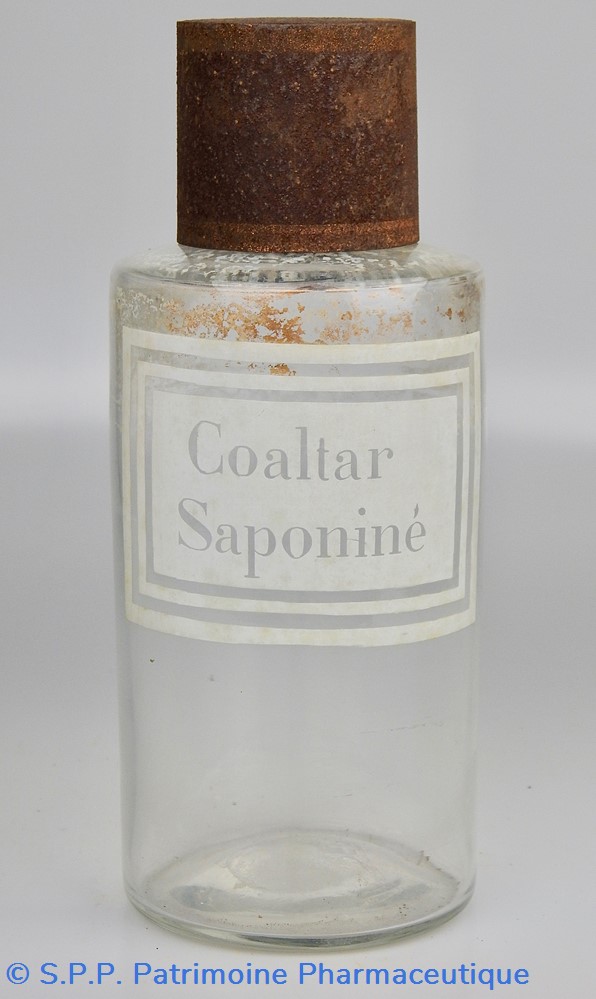 Coaltar
Saponiné
© S.P.P. Patrimoine Pharmaceutique